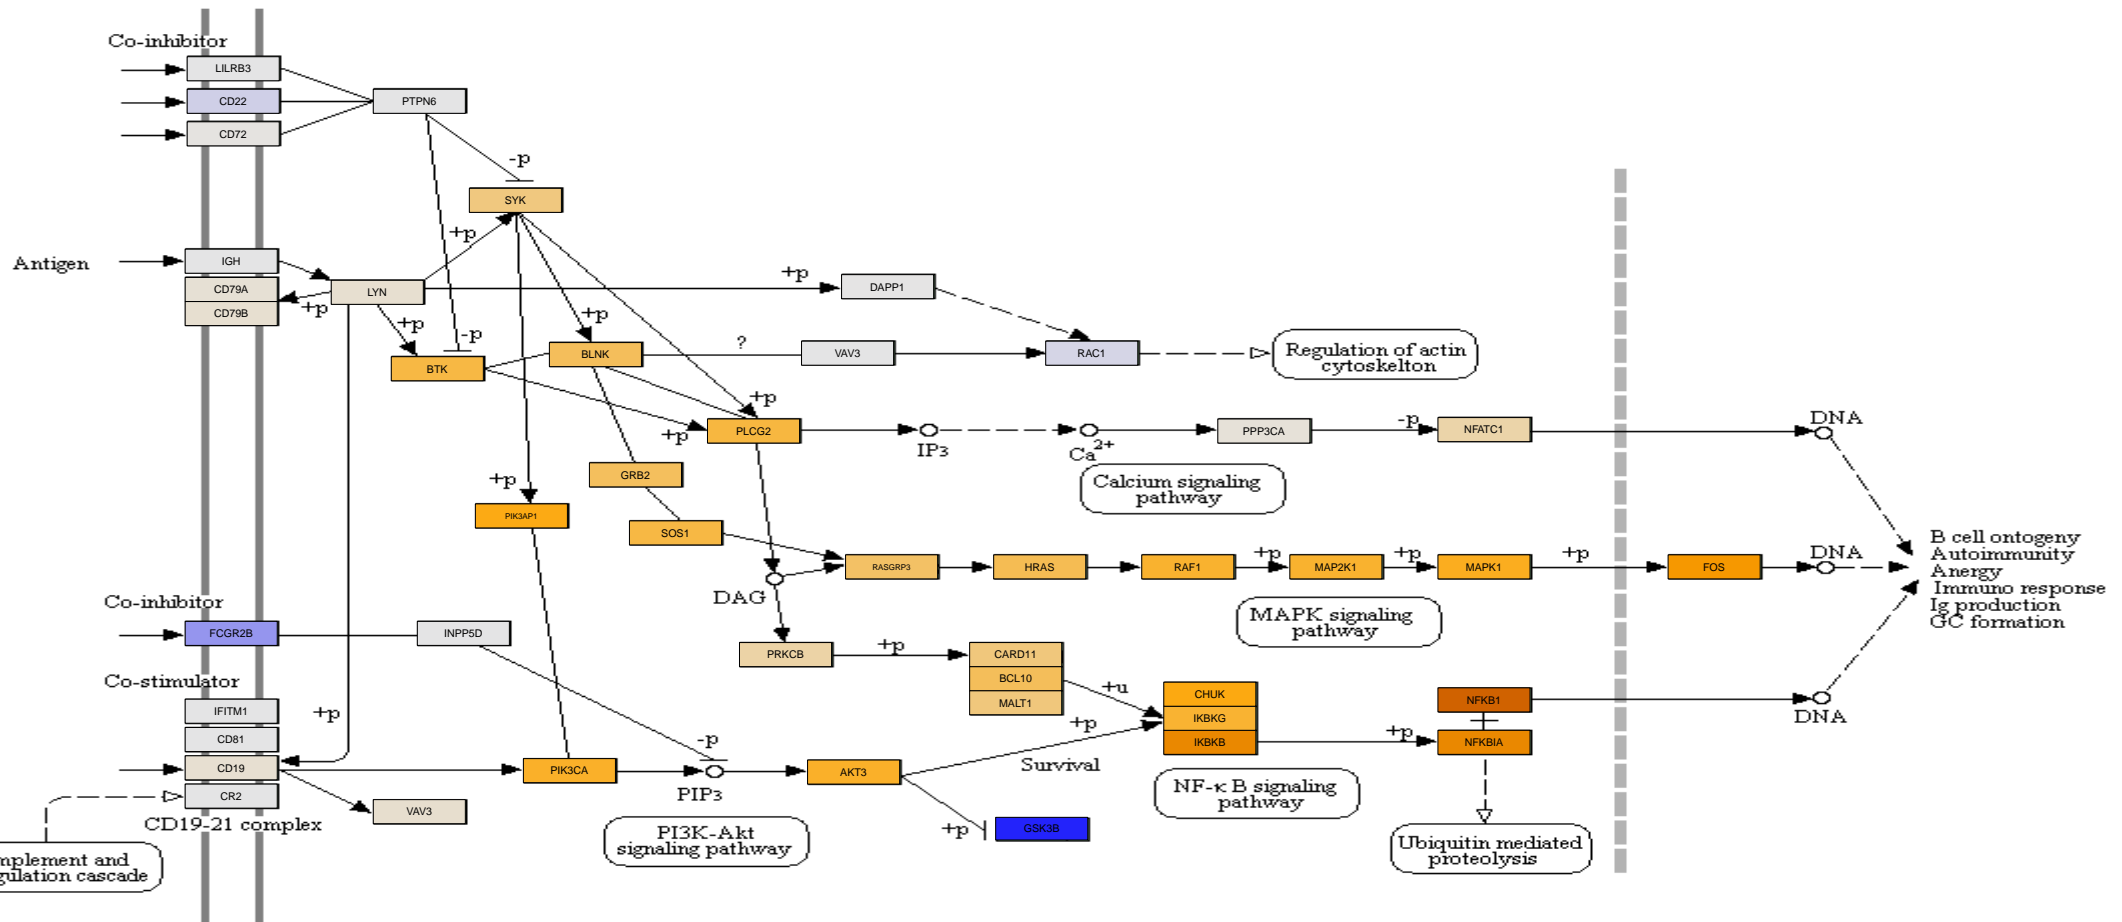 Co-inhibitor
LILRB3
CD22
PTPN6
CD72
-p
SYK
+p
Antigen
IGH
CD79A
LYN
+p
DAPP1
CD79B
+p
+p
+p
-p
BTK
BLNK
?
VAV3
RAC1
Regulation of actin
cytoskelton
+p
PLCG2
+p
IP3
Ca2+
PPP3CA
-p
NFATC1
DNA
GRB2
Calcium signaling
pathway
+p
PIK3AP1
SOS1
RASGRP3
HRAS
RAF1
+p
MAP2K1
+p
MAPK1
+p
FOS
DNA
B cell ontogeny
Autoimmunity
Anergy
Immuno response
Ig production
GC formation
DAG
MAPK signaling
pathway
Co-inhibitor
FCGR2B
INPP5D
PRKCB
+p
CARD11
BCL10
MALT1
+u
+p
CHUK
IKBKG
IKBKB
+p
NFKB1
NFKBIA
DNA
Co-stimulator
IFITM1
+p
CD81
-p
CD19
PIK3CA
PIP3
AKT3
Survival
CR2
VAV3
CD19-21 complex
PI3K-Akt
signaling pathway
+p
GSK3B
NF-κ B signaling
pathway
Ubiquitin mediated
proteolysis
mplement and
gulation cascade